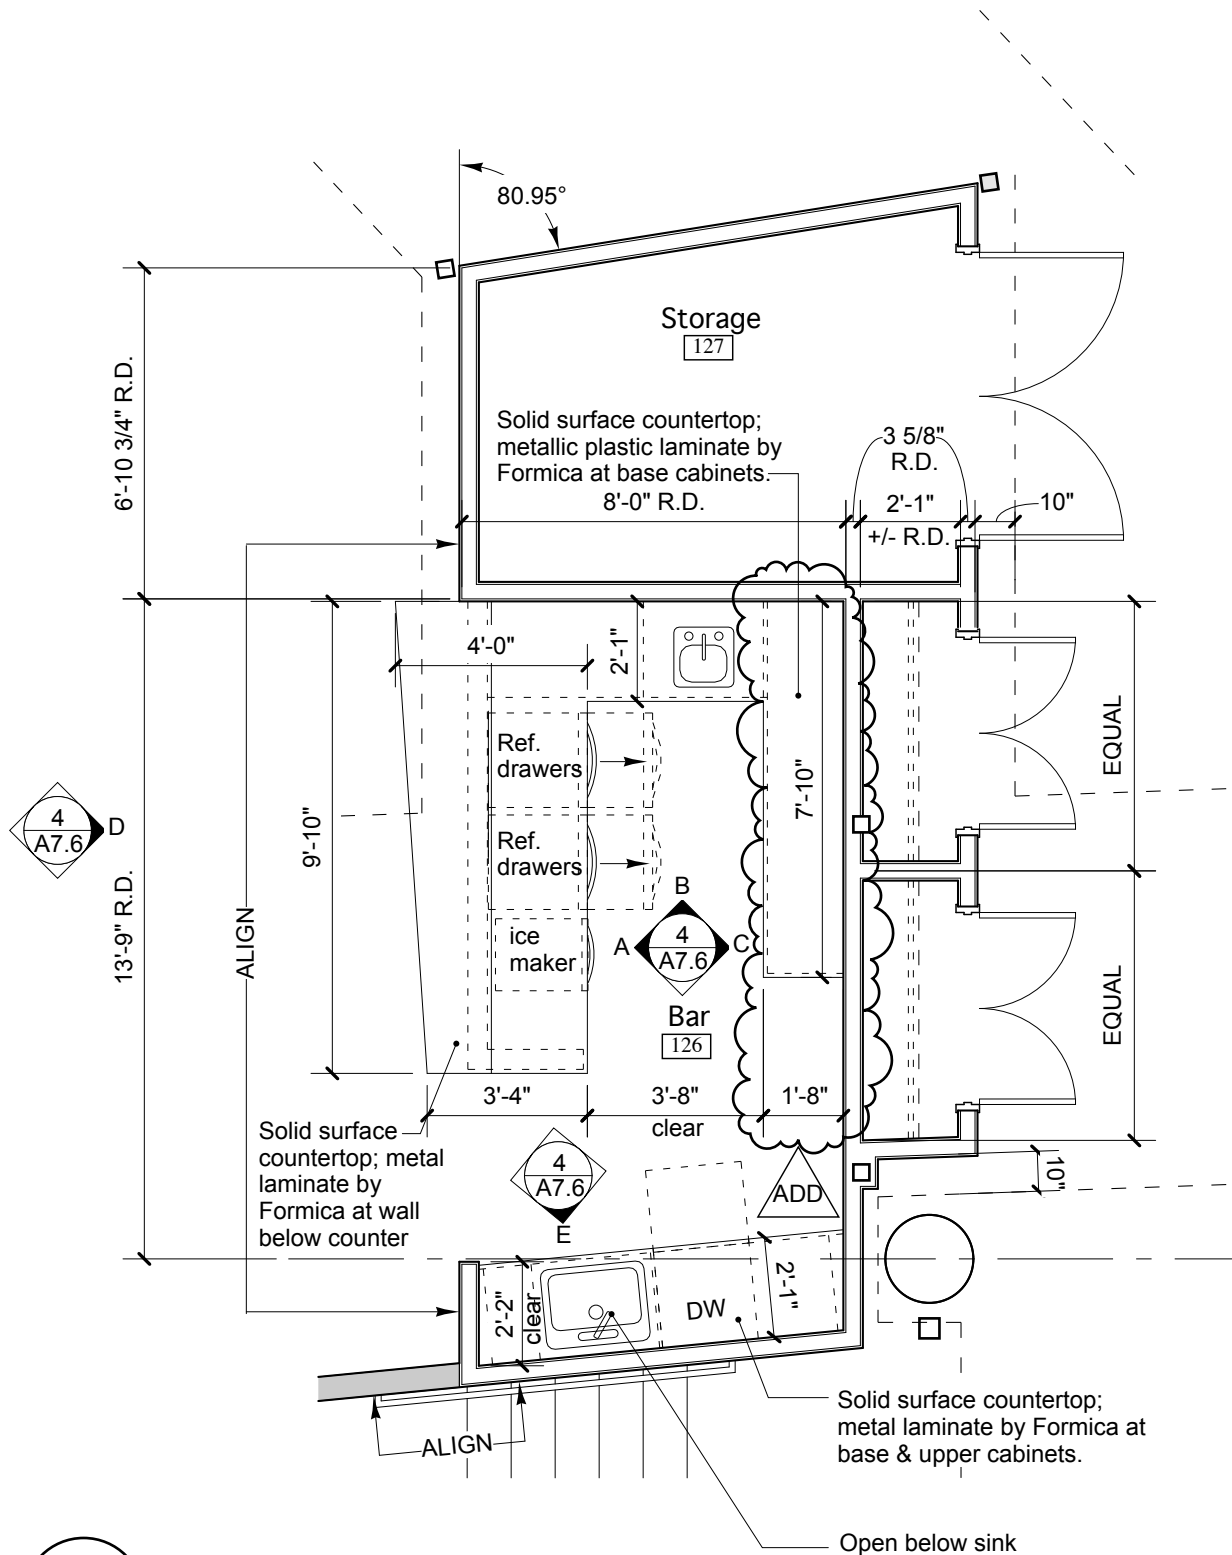 80.95°
Storage
127
6'-10 3/4" R.D.
Solid surface countertop;
metallic plastic laminate by
Formica at base cabinets.
3 5/8"
R.D.
8'-0" R.D.
2'-1"
+/- R.D.
10"
4'-0"
2'-1"
Ref.
drawers
Ref.
drawers
ice
maker
7'-10"
9'-10"
EQUAL
EQUAL
4
A7.6
D
13'-9" R.D.
ALIGN
B
A
4
A7.6
C
Bar
126
3'-4"
3'-8"
clear
1'-8"
Solid surface
countertop; metal
laminate by
Formica at wall
below counter
4
A7.6
E
ADD
10"
2'-2"
clear
DW
2'-1"
ALIGN
Solid surface countertop;
metal laminate by Formica at
base & upper cabinets.
Open below sink